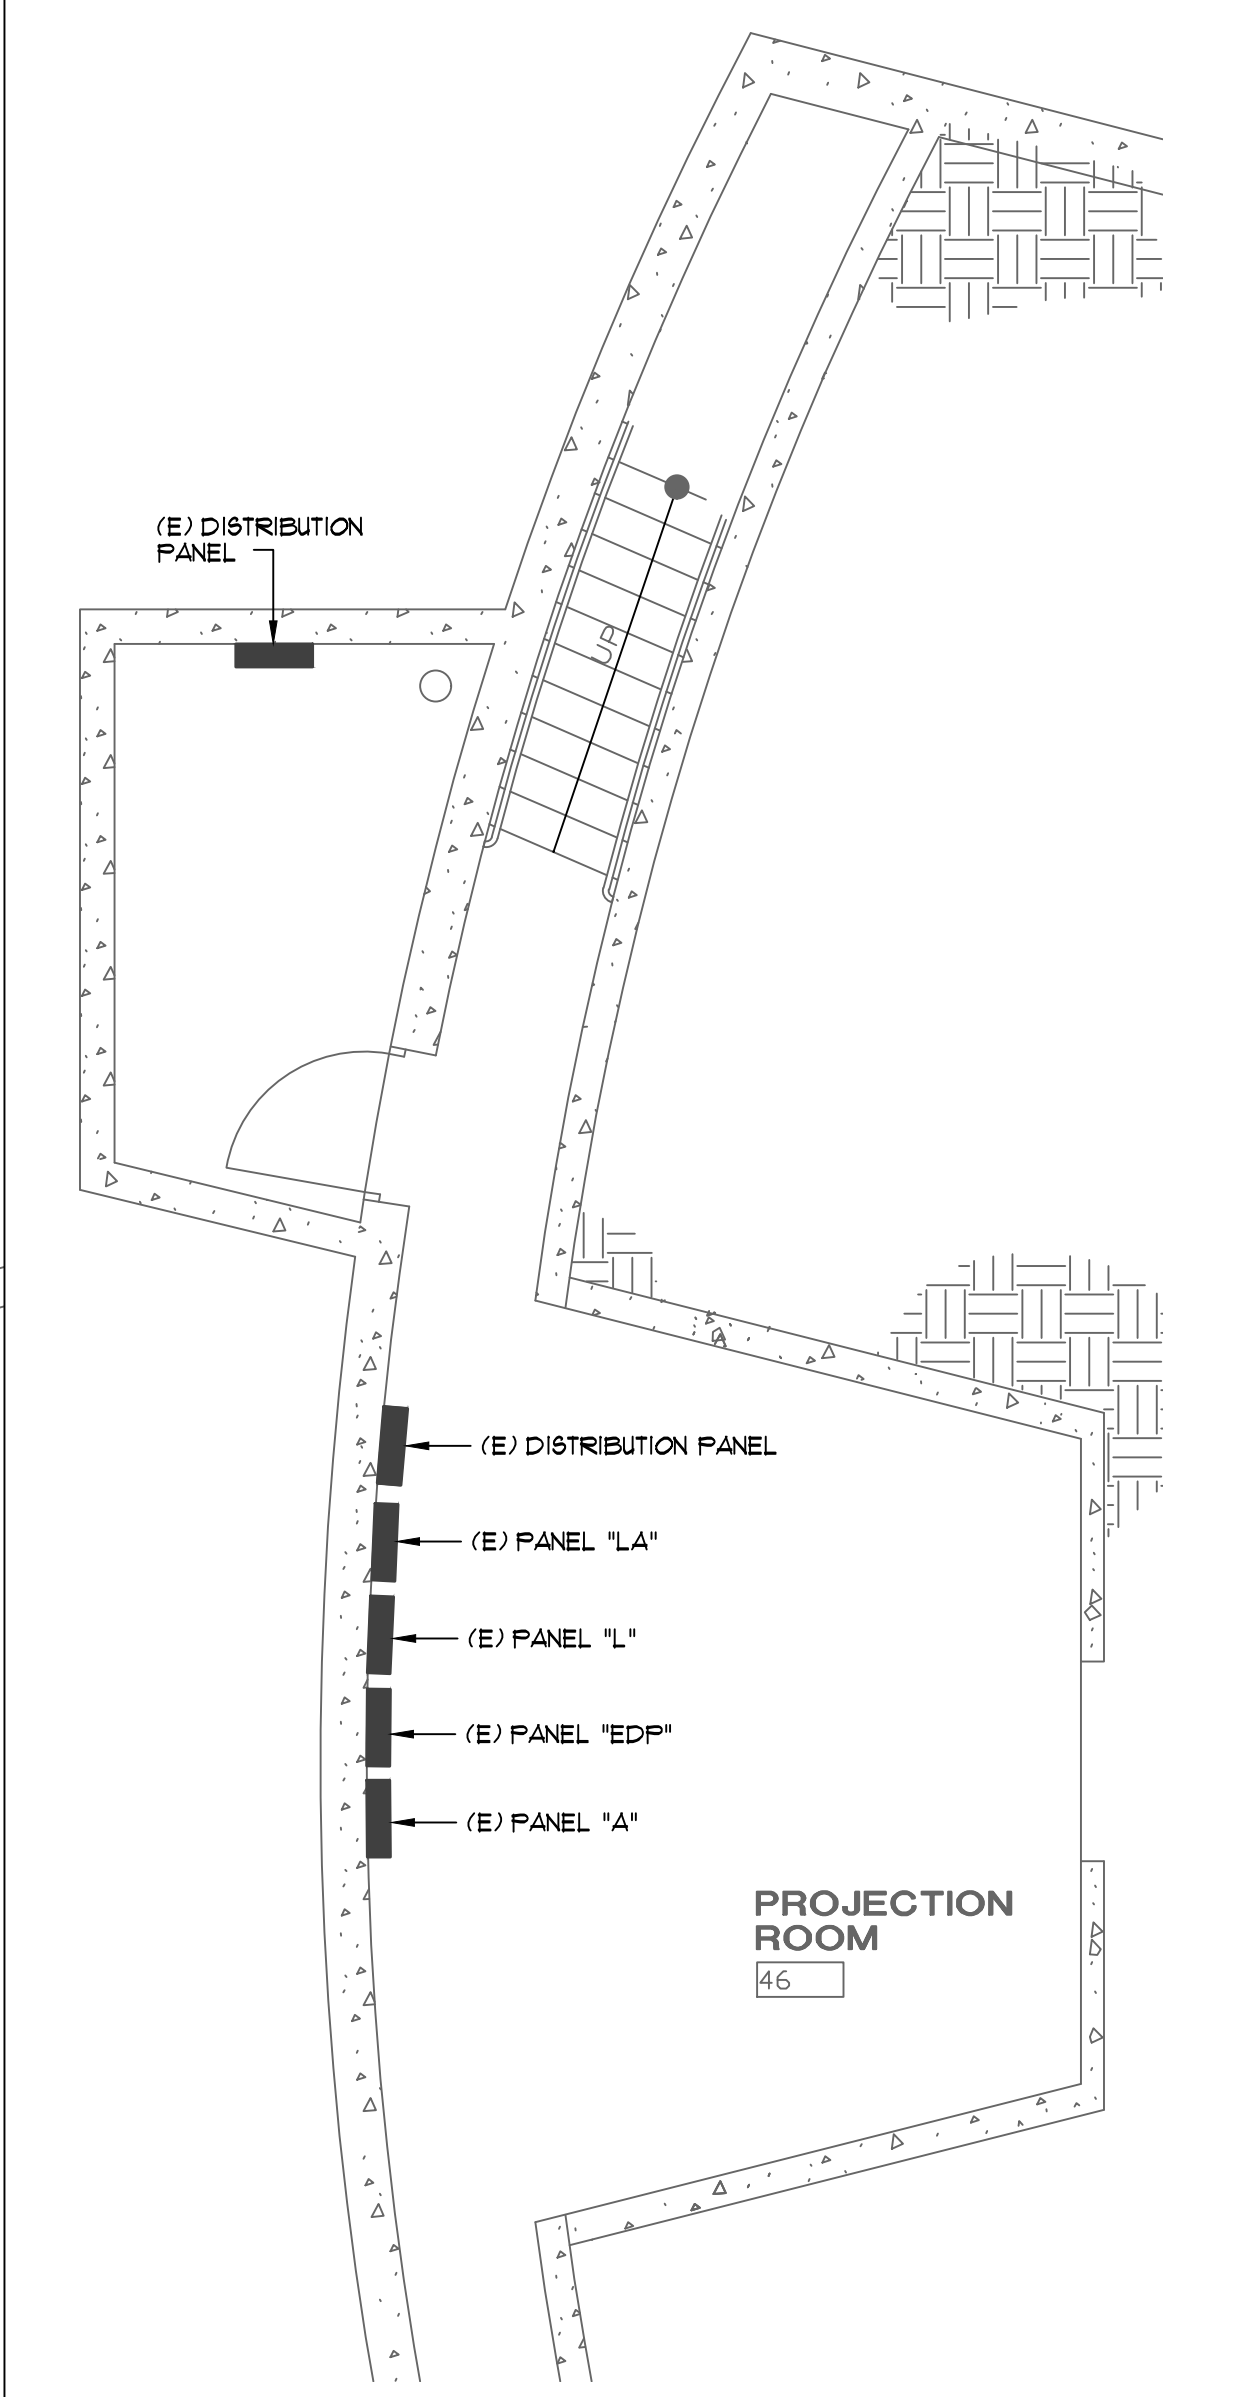 (E) DISTRIBUTION
PANEL
UP
(E) DISTRIBUTION PANEL
(E) PANEL "LA"
(E) PANEL "L"
(E) PANEL "EDP"
(E) PANEL "A"
PROJECTION
ROOM
46